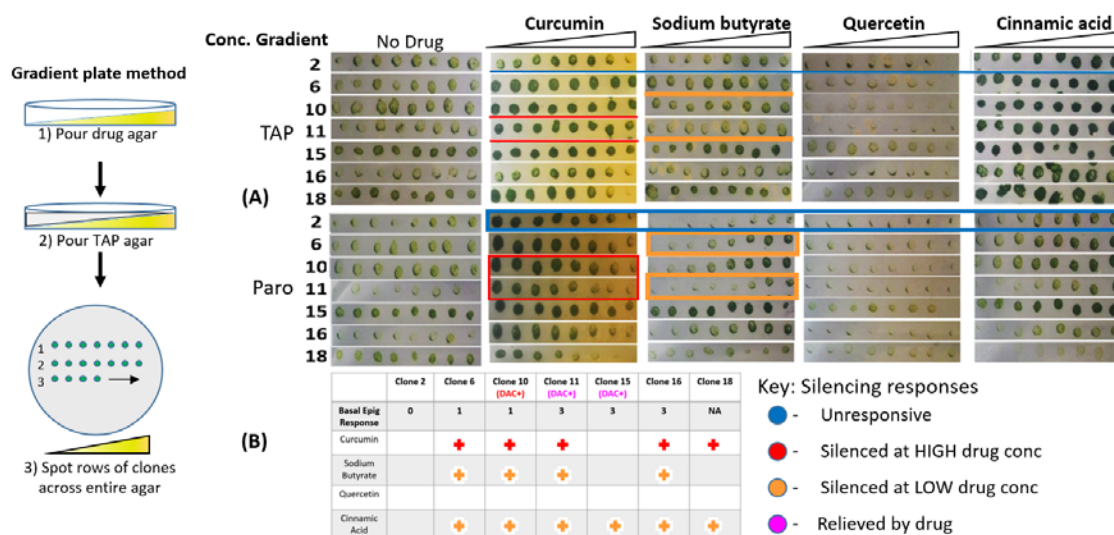 Curcumin Sodium butyrate Quercetin Cinnamic acid
Conc. Gradient No Drug
Gradient plate method
1) Pour drug agar
2) Pour TAP agar
1
2
3
3) Spot rows of clones
across entire agar
(A)
TAP
2
6
10
11
15
16
18
Paro
2
6
10
11
15
16
18
(B)
Clone 2 Clone 6 Clone 10 Clone 11 Clone 15 Clone 16 Clone 18
(DAC+) (DAC+) (DAC+)
Basal Epig
Response 0 1 1 3 3 3 NA
Curcumin
Sodium
Butyrate
Quercetin
Cinnamic
Acid
Key: Silencing responses
- Unresponsive
- Silenced at HIGH drug conc
- Silenced at LOW drug conc
- Relieved by drug